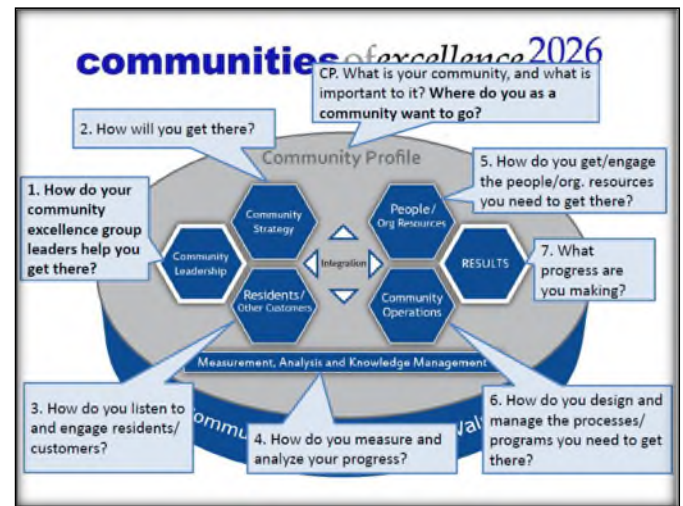 communities of excellence 2026
CP. What is your community, and what is
important to it? Where do you as a
community want to go?
2. How will you get there?
Community Profile
5. How do you get/engage
the people/org. resources
you need to get there?
1. How do your
community
excellence group
leaders help you
get there?
Community
Strategy
People/
Org Resources
Community
Leadership
Integration
RESULTS
7. What
progress are
you making?
Residents/
Other Customers
Community
Operations
Measurement, Analysis and Knowledge Management
3. How do you listen to
and engage residents/
customers?
4. How do you measure and
analyze your progress?
6. How do you design and
manage the processes/
programs you need to get
there?